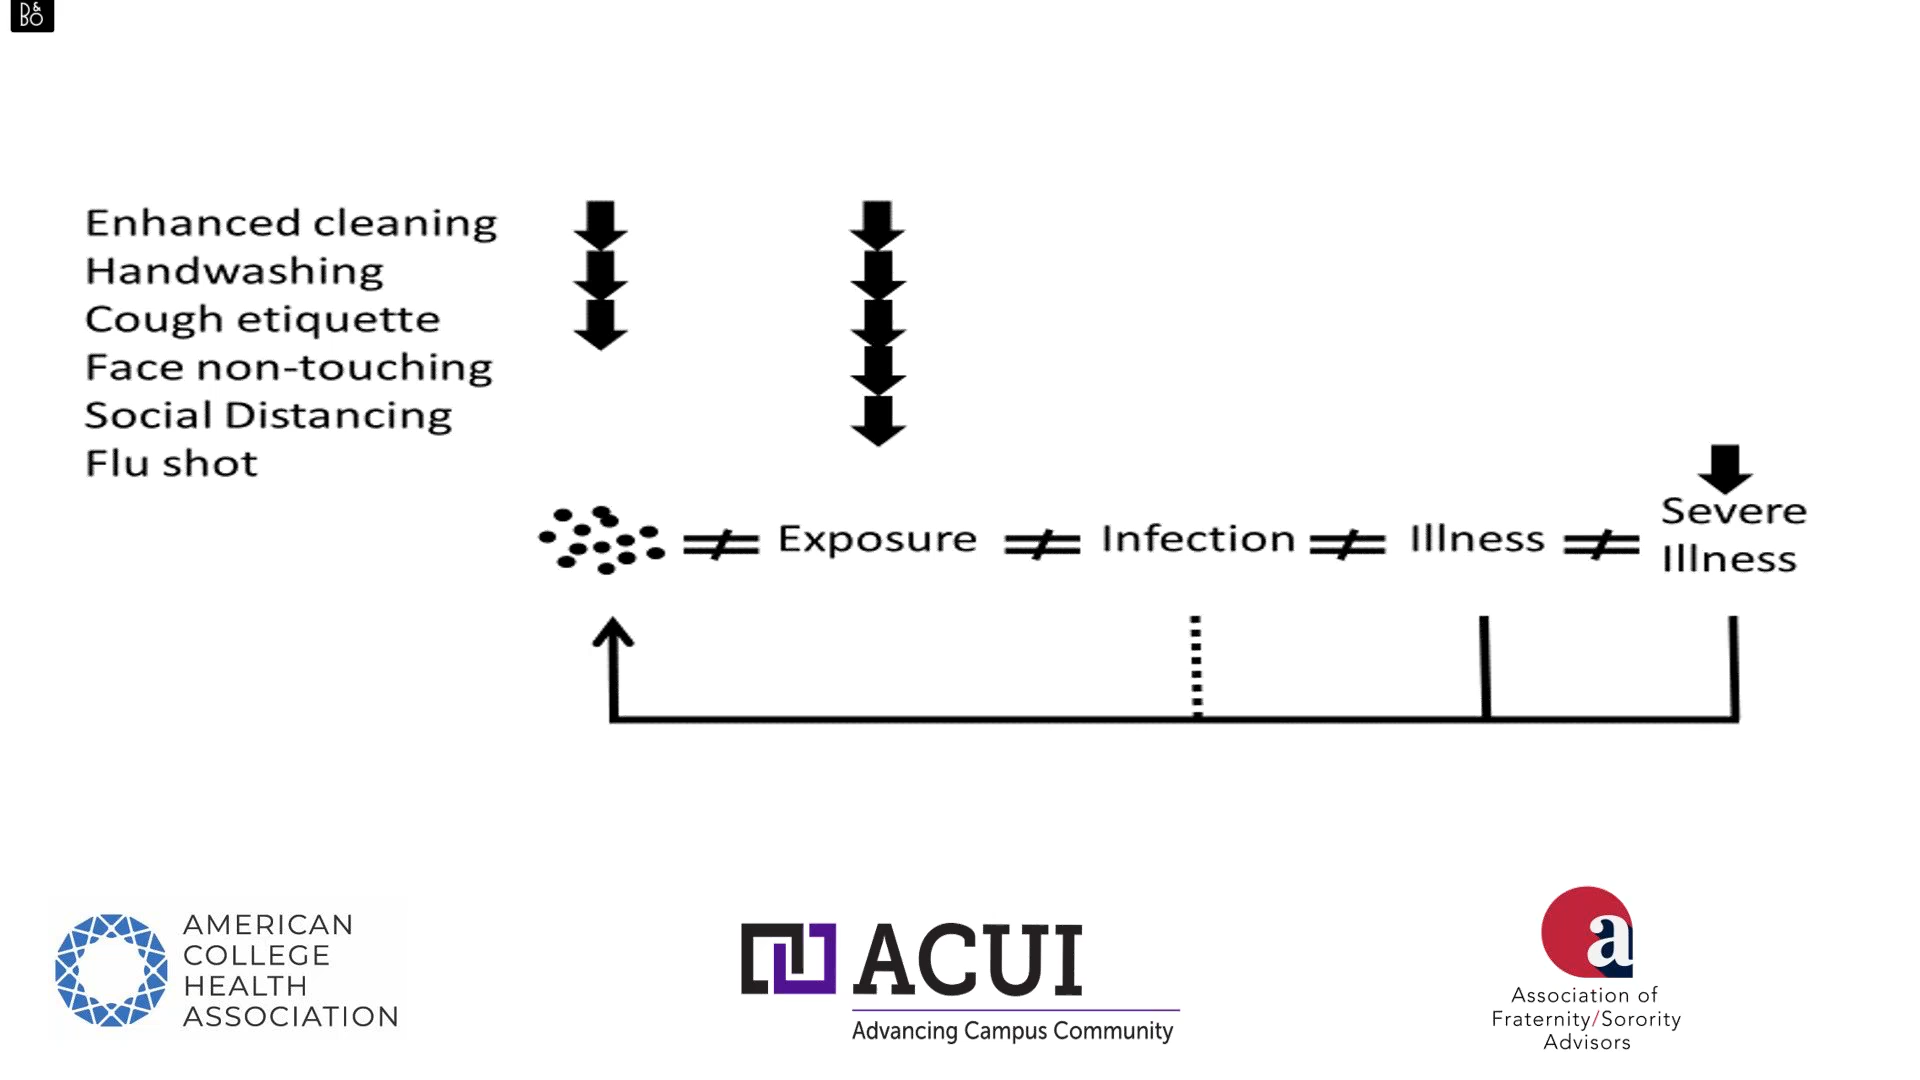 B&O
Enhanced cleaning
Handwashing
Cough etiquette
Face non-touching
Social Distancing
Flu shot
Exposure
Infection
Illness
Severe
Illness
AMERICAN
COLLEGE
HEALTH
ASSOCIATION
ACUI
Advancing Campus Community
a
Association of
Fraternity/Sorority
Advisors